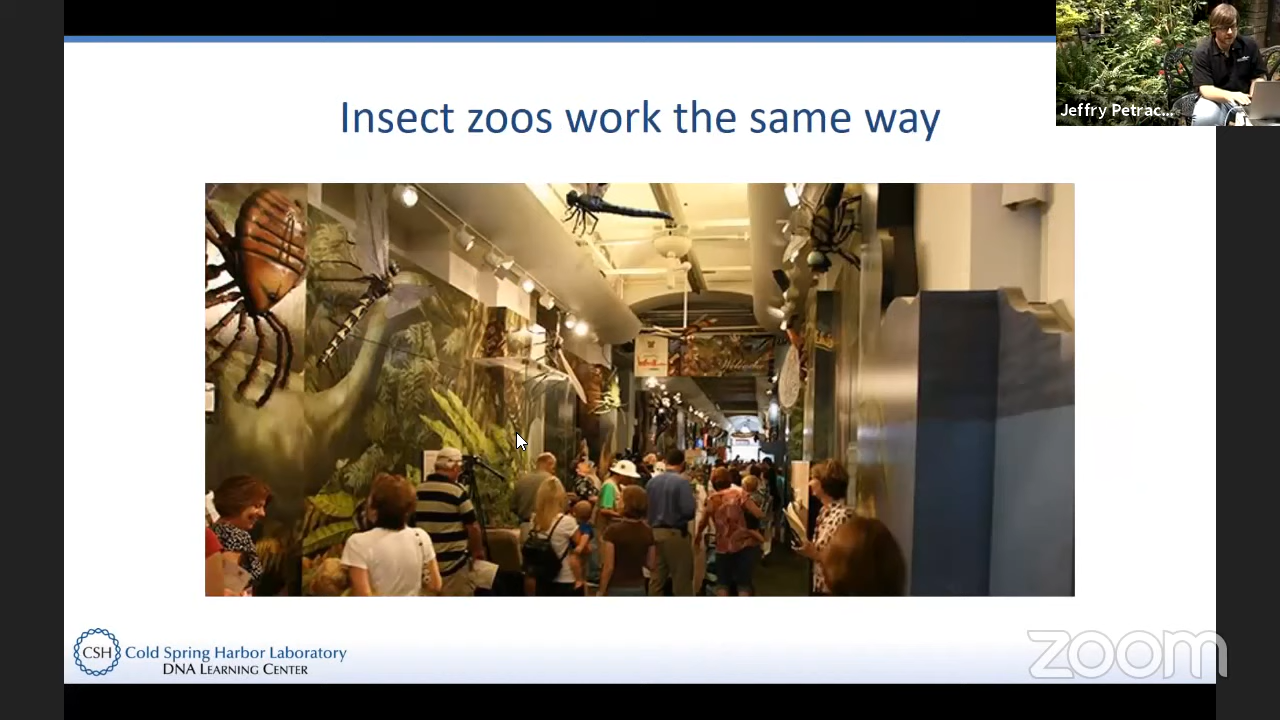 Insect zoos work the same way
Jeffry Petrac...
CSH Cold Spring Harbor Laboratory
DNA LEARNING CENTER
zoom